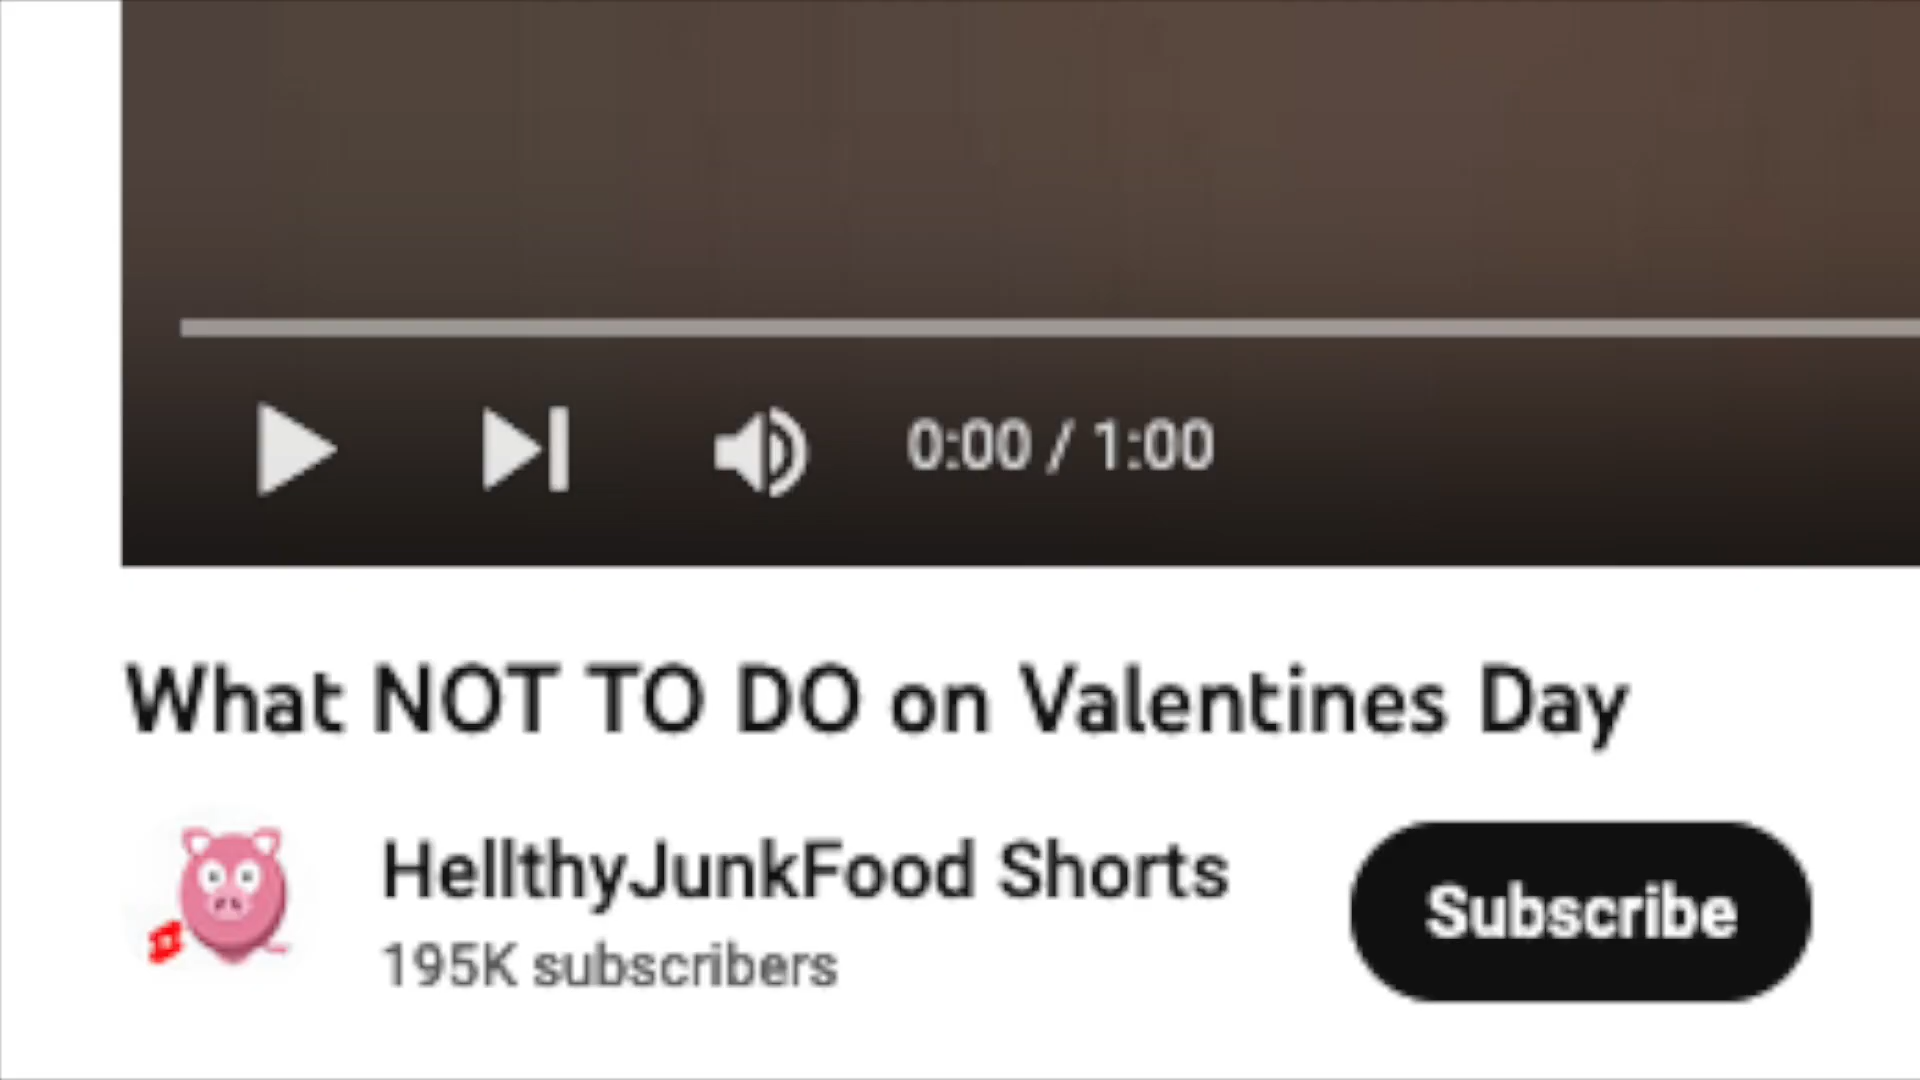 0:00 / 1:00
What NOT TO DO on Valentines Day
HellthyJunkFood Shorts
Subscribe
195K subscribers